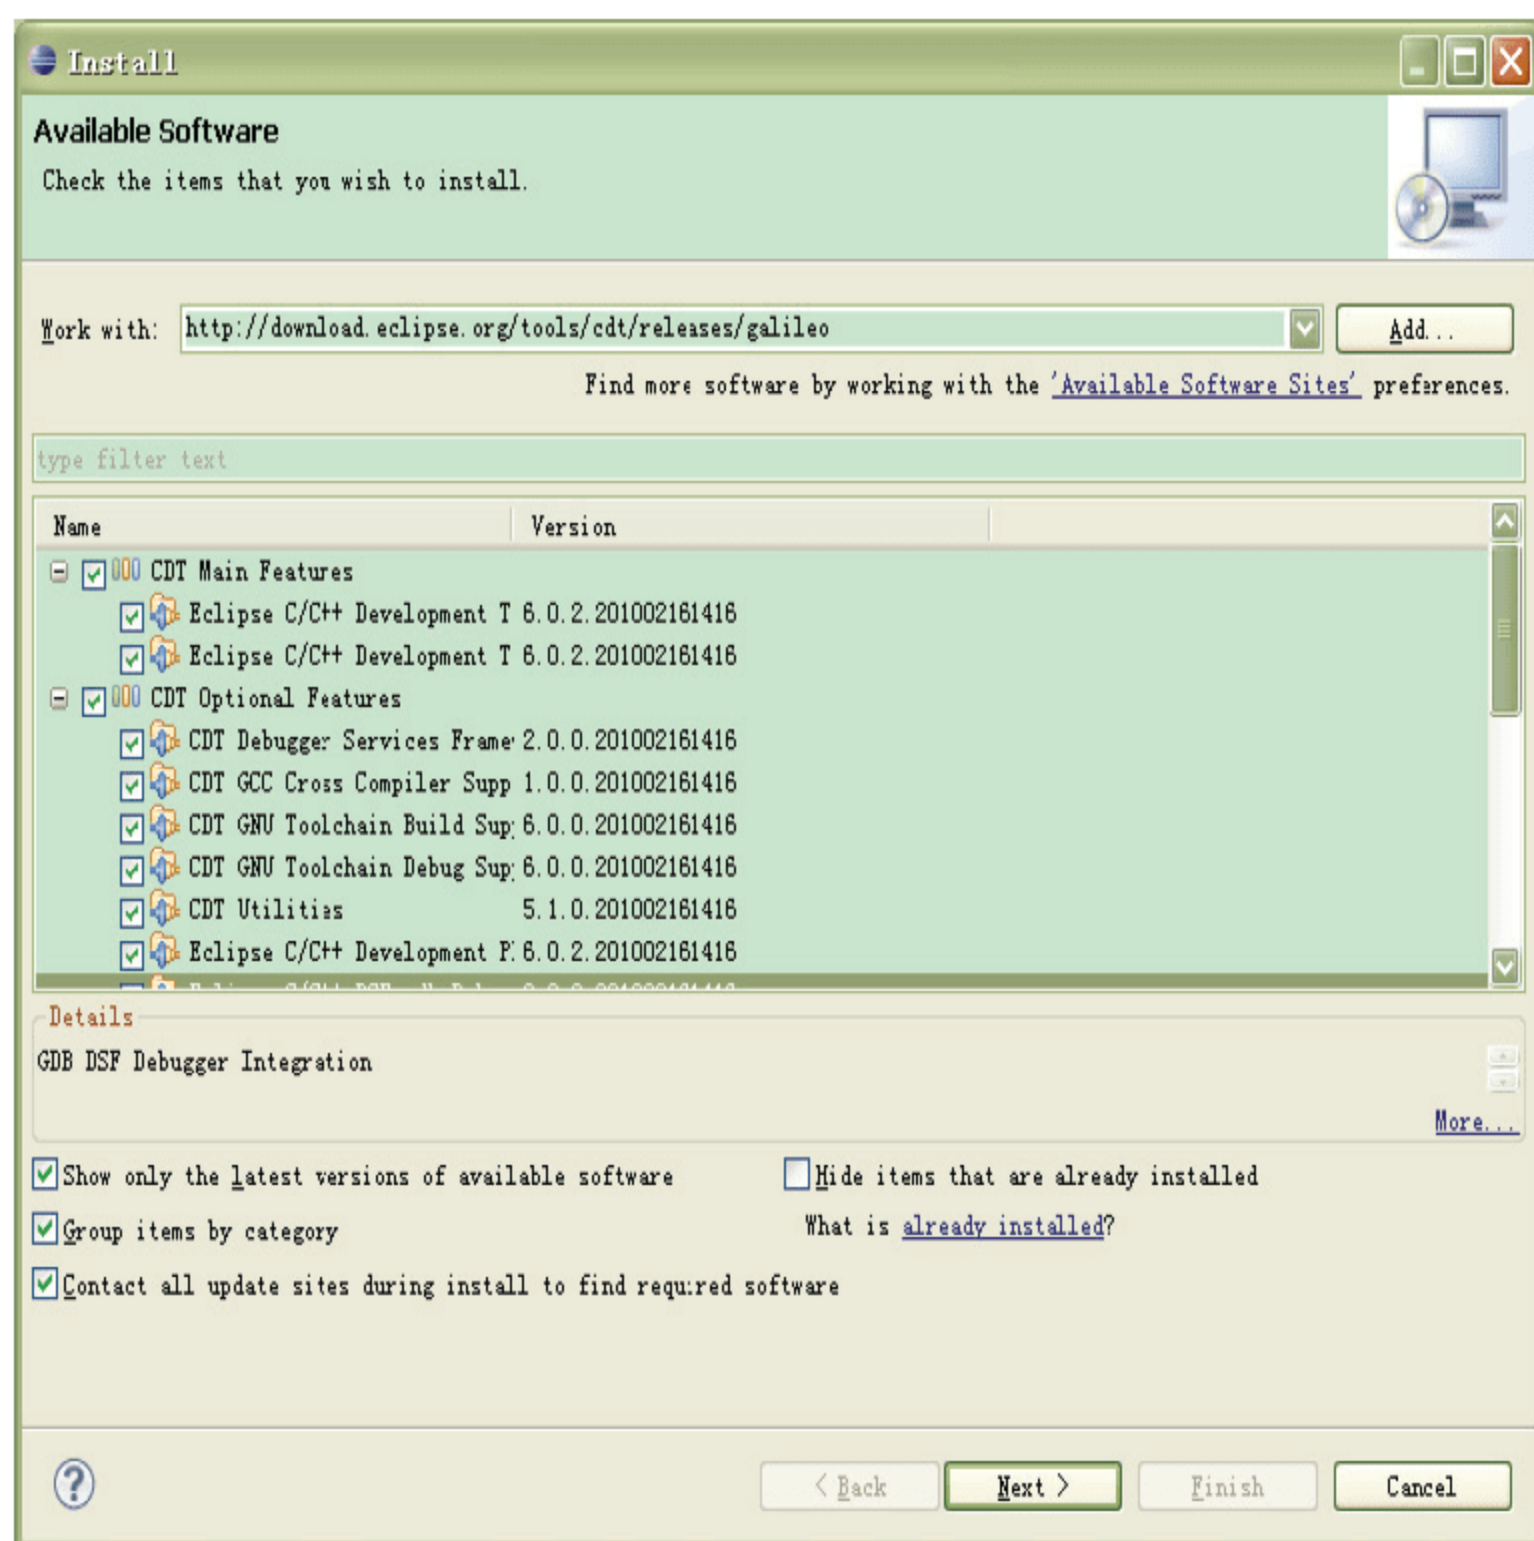 Install
Available Software
Check the items that you wish to install.
Work with: http://download.eclipse.org/tools/cdt/releases/galileo Add...
Find more software by working with the 'Available Software Sites' preferences.
type filter text
Name Version
CDT Main Features
Eclipse C/C++ Development T 6.0.2.201002161416
Eclipse C/C++ Development T 6.0.2.201002161416
CDT Optional Features
CDT Debugger Services Frame 2.0.0.201002161416
CDT GCC Cross Compiler Supp 1.0.0.201002161416
CDT GNU Toolchain Build Sup 6.0.0.201002161416
CDT GNU Toolchain Debug Sup 6.0.0.201002161416
CDT Utilities 5.1.0.201002161416
Eclipse C/C++ Development P 6.0.2.201002161416
Details
GDB DSF Debugger Integration
More...
Show only the latest versions of available software Hide items that are already installed
Group items by category What is already installed?
Contact all update sites during install to find required software
? < Back Next > Finish Cancel